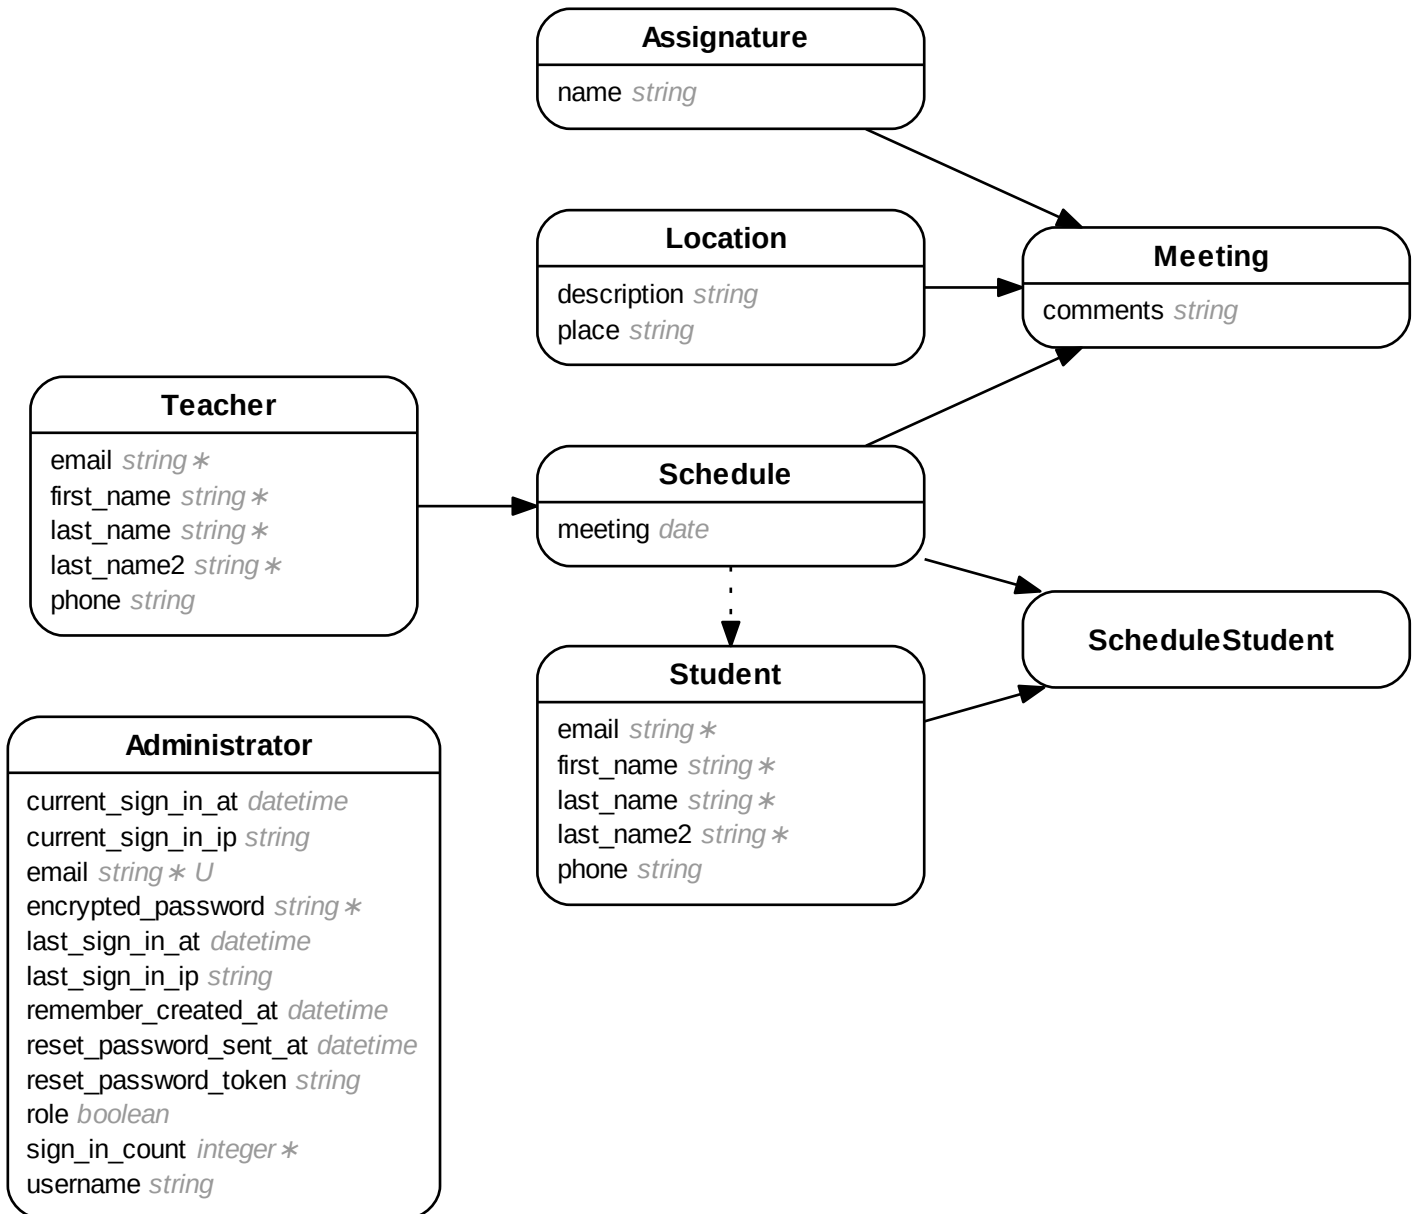 Assignature
name string
Location
description string
place string
Meeting
comments string
Teacher
email string∗
first_name string∗
last_name string∗
last_name2 string∗
phone string
Schedule
meeting date
ScheduleStudent
Student
email string∗
first_name string∗
last_name string∗
last_name2 string∗
phone string
Administrator
current_sign_in_at datetime
current_sign_in_ip string
email string∗ U
encrypted_password string∗
last_sign_in_at datetime
last_sign_in_ip string
remember_created_at datetime
reset_password_sent_at datetime
reset_password_token string
role boolean
sign_in_count integer∗
username string